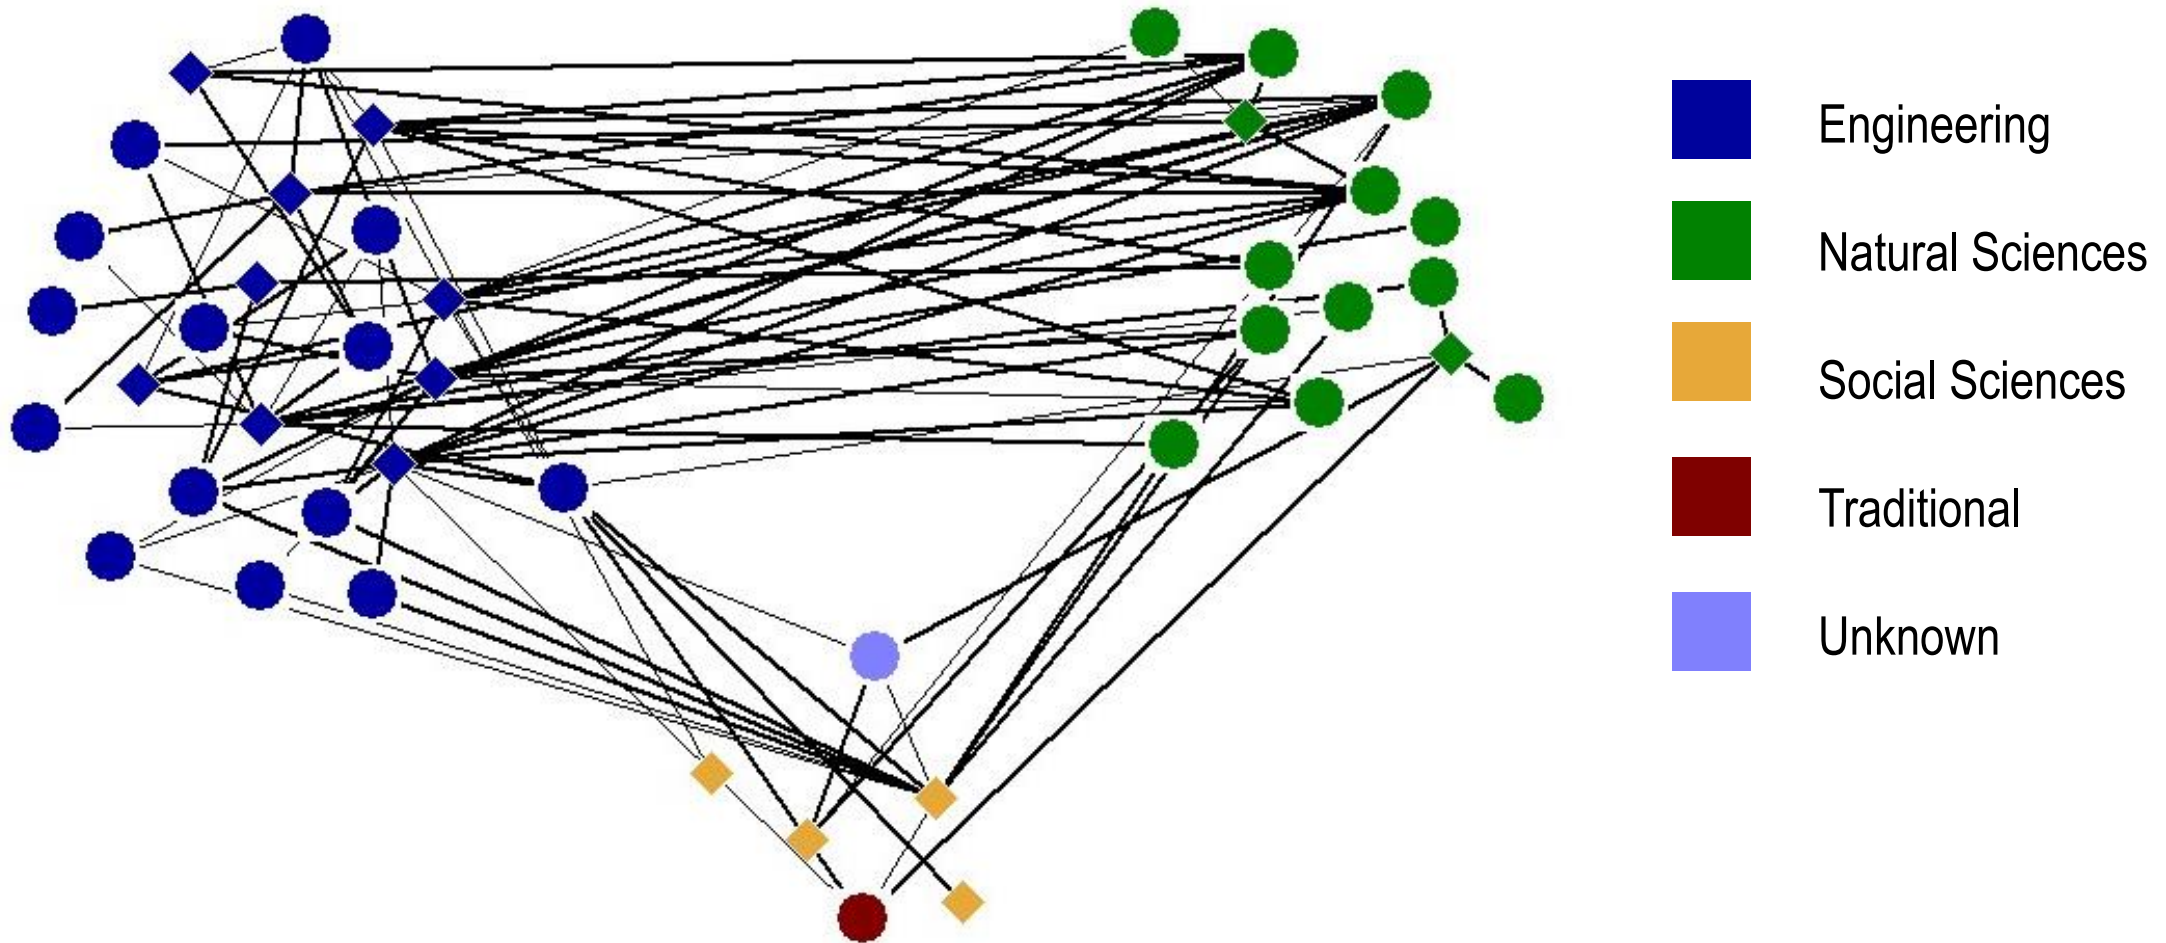 Engineering
Natural Sciences
Social Sciences
Traditional
Unknown